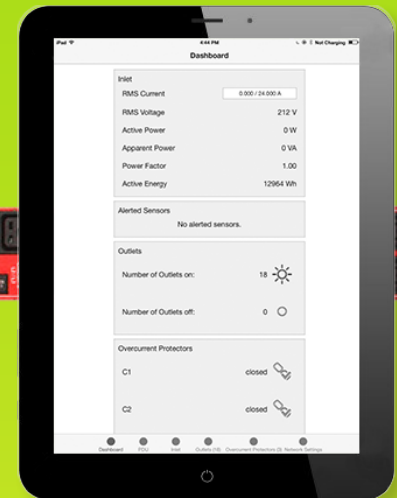 iPad
4:44 PM
Not Charging
Dashboard
Inlet
RMS Current 0.000 / 24.000 A
RMS Voltage 212 V
Active Power 0 W
Apparent Power 0 VA
Power Factor 1.00
Active Energy 12964 Wh
Alerted Sensors
No alerted sensors.
Outlets
Number of Outlets on: 18
Number of Outlets off: 0
Overcurrent Protectors
C1 closed
C2 closed
Dashboard PDU Inlet Outlets (18) Overcurrent Protectors (3) Network Settings